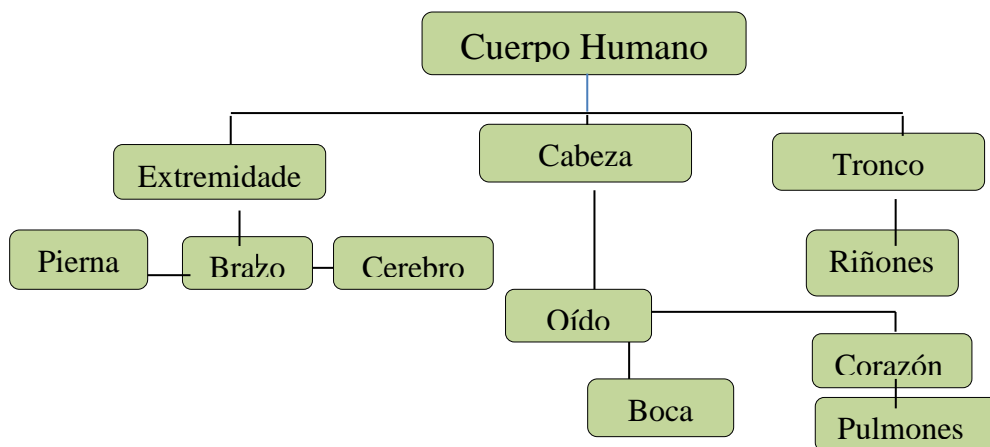 Cuerpo Humano
Extremidade
Cabeza
Tronco
Pierna
Brazo
Cerebro
Riñones
Oído
Corazón
Boca
Pulmones